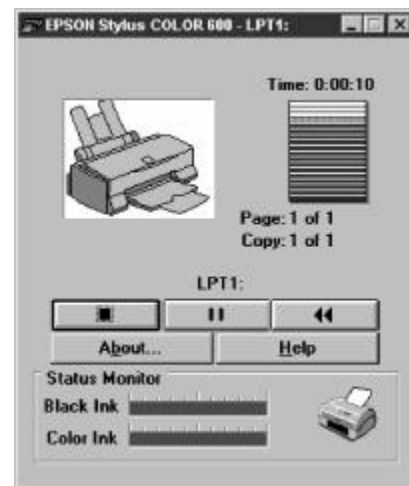 EPSON Stylus COLOR 600 - LPT1:
Time: 0:00:10
Page: 1 of 1
Copy: 1 of 1
LPT1:
About... Help
Status Monitor
Black Ink
Color Ink